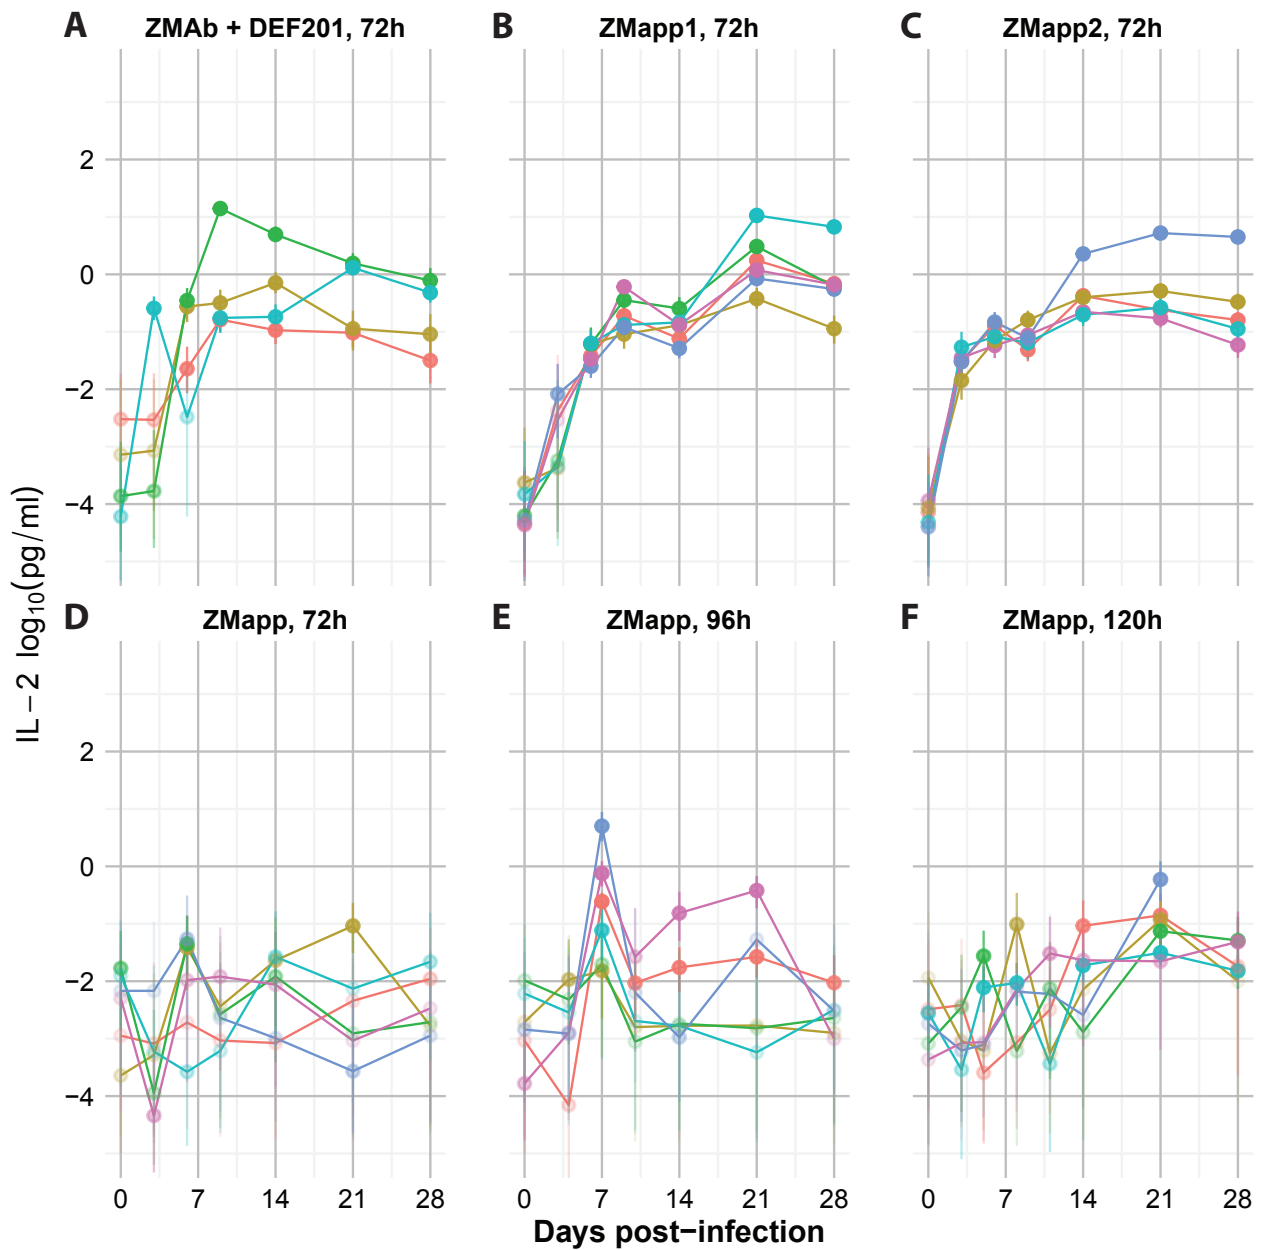 A ZMAb + DEF201, 72h
B ZMapp1, 72h
C ZMapp2, 72h
2
0
−2
−4
D ZMapp, 72h
E ZMapp, 96h
F ZMapp, 120h
2
0
−2
−4
IL−2 log10(pg/ml)
0 7 14 21 28
0 7 14 21 28
0 7 14 21 28
Days post−infection